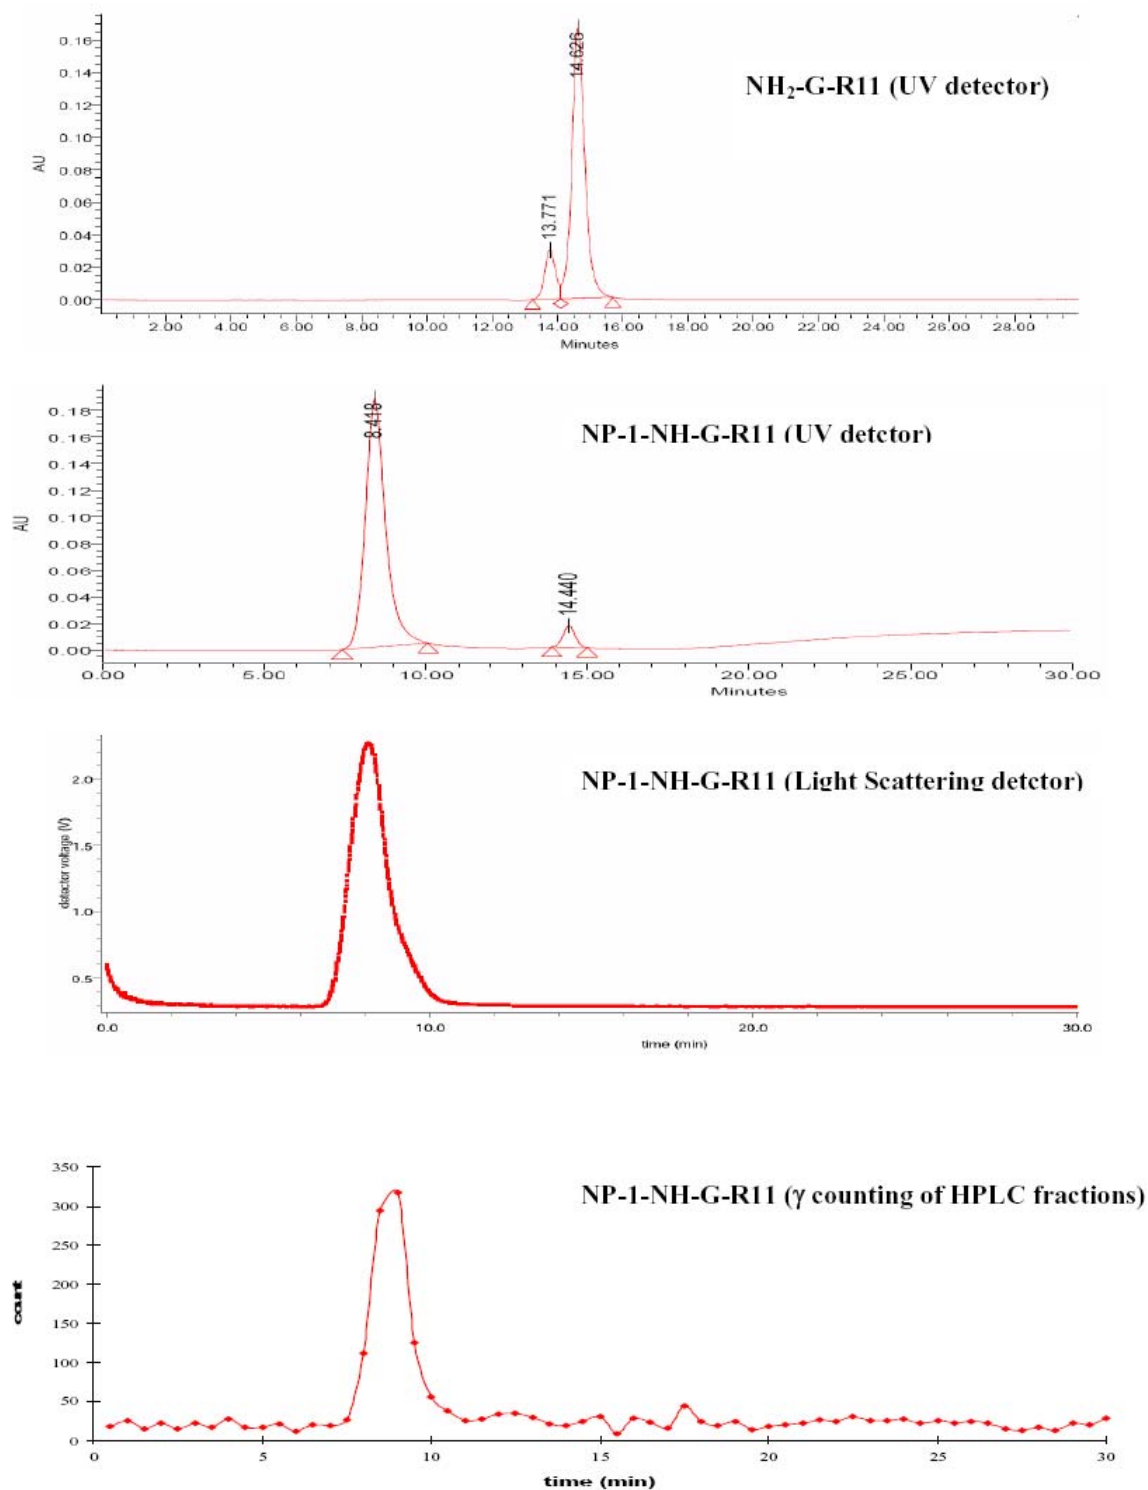 0.16
14.626
NH₂-G-R11 (UV detector)
0.14
0.12
0.10
AU
0.08
0.06
13.771
0.04
0.02
0.00
2.00 4.00 6.00 8.00 10.00 12.00 14.00 16.00 18.00 20.00 22.00 24.00 26.00 28.00
Minutes
0.18
8.418
NP-1-NH-G-R11 (UV detctor)
0.16
0.14
0.12
AU
0.10
0.08
0.06
14.440
0.04
0.02
0.00
0.00 5.00 10.00 15.00 20.00 25.00 30.00
Minutes
NP-1-NH-G-R11 (Light Scattering detctor)
2.0
detector voltage (V)
1.5
1.0
0.5
0.0 10.0 20.0 30.0
time (min)
350
NP-1-NH-G-R11 (γ counting of HPLC fractions)
300
250
200
count
150
100
50
0
0 5 10 15 20 25 30
time (min)